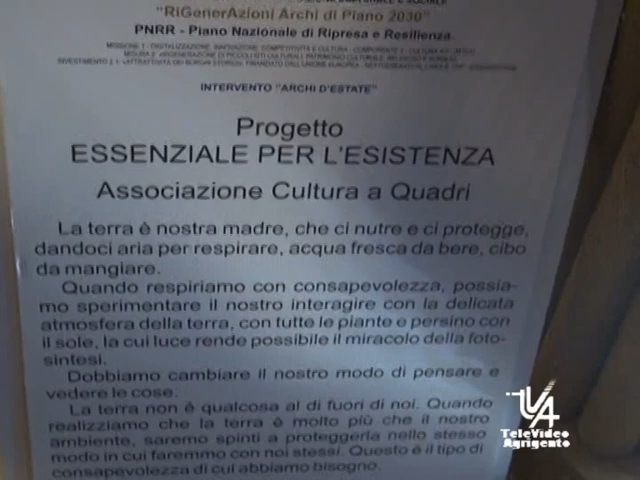 "RiGenerAzioni Archi di Piano 2030"
PNRR - Piano Nazionale di Ripresa e Resilienza
INTERVENTO "ARCHI D'ESTATE"
Progetto
ESSENZIALE PER L'ESISTENZA
Associazione Cultura a Quadri
La terra è nostra madre, che ci nutre e ci protegge,
dandoci aria per respirare, acqua fresca da bere, cibo
da mangiare.
Quando respiriamo con consapevolezza, possia-
mo sperimentare il nostro interagire con la delicata
atmosfera della terra, con tutte le piante e persino con
il sole, la cui luce rende possibile il miracolo della foto-
sintesi.
Dobbiamo cambiare il nostro modo di pensare e
vedere le cose.
La terra non è qualcosa al di fuori di noi. Quando
realizziamo che la terra è molto più che il nostro
ambiente, saremo spinti a proteggerla nello stesso
modo in cui faremmo con noi stessi. Questo è il tipo di
consapevolezza di cui abbiamo bisogno.
TVA
TeleVideo
Agrigento